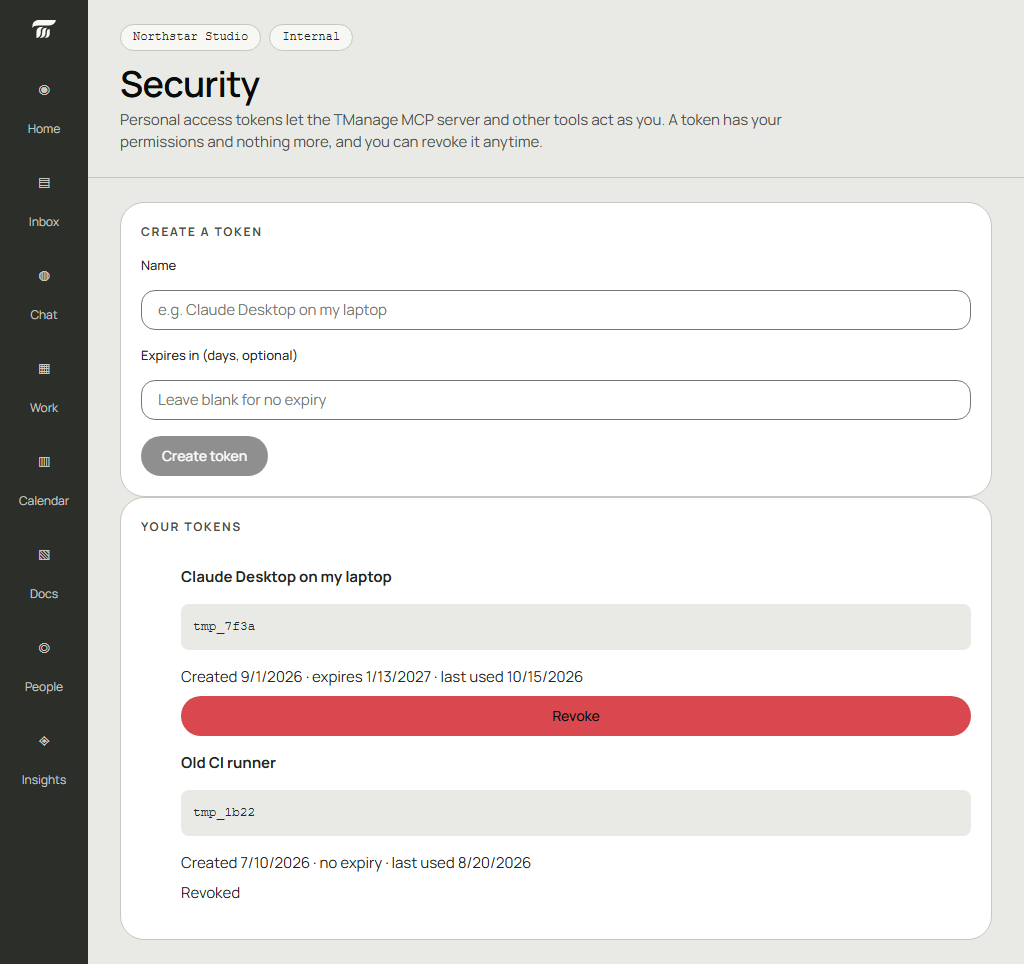 Northstar Studio
Internal
Security
Personal access tokens let the TManage MCP server and other tools act as you. A token has your
permissions and nothing more, and you can revoke it anytime.
Home
Inbox
Chat
Work
Calendar
Docs
People
Insights
CREATE A TOKEN
Name
e.g. Claude Desktop on my laptop
Expires in (days, optional)
Leave blank for no expiry
Create token
YOUR TOKENS
Claude Desktop on my laptop
tmp_7f3a
Created 9/1/2026 · expires 1/13/2027 · last used 10/15/2026
Revoke
Old CI runner
tmp_1b22
Created 7/10/2026 · no expiry · last used 8/20/2026
Revoked